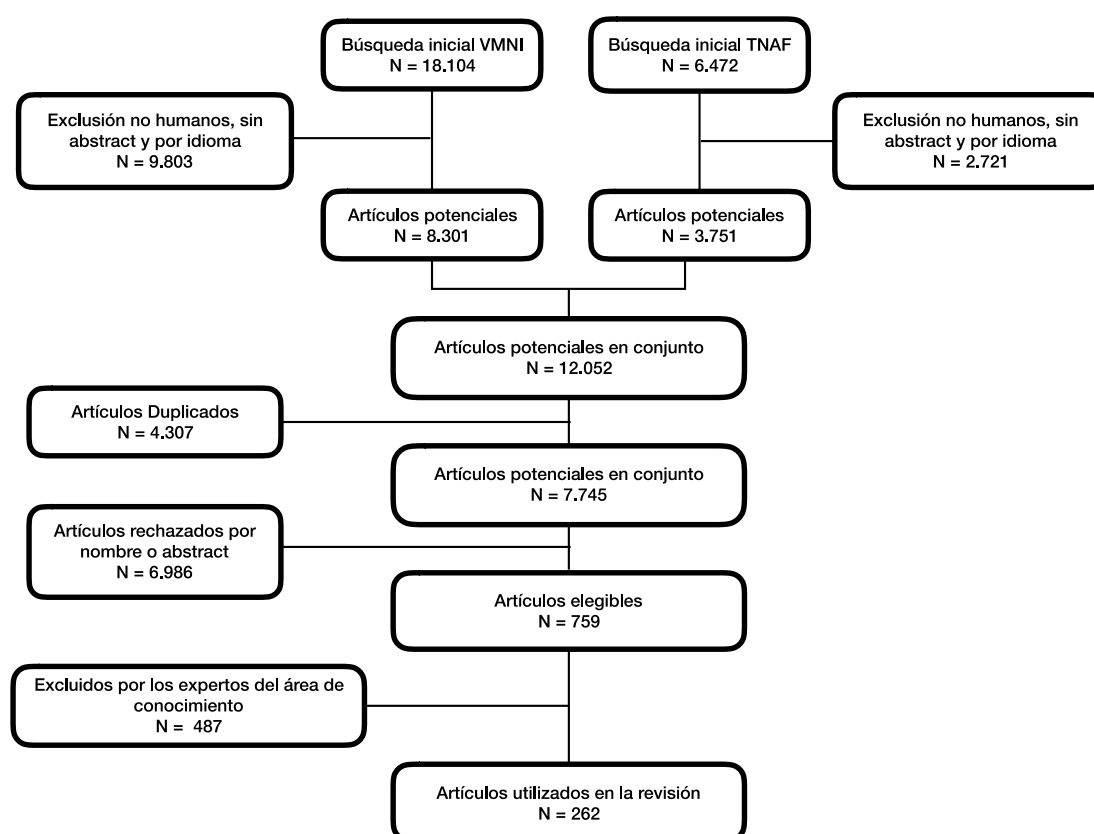 Búsqueda inicial VMNI
N = 18.104
Búsqueda inicial TNAF
N = 6.472
Exclusión no humanos, sin
abstract y por idioma
N = 9.803
Exclusión no humanos, sin
abstract y por idioma
N = 2.721
Artículos potenciales
N = 8.301
Artículos potenciales
N = 3.751
Artículos potenciales en conjunto
N = 12.052
Artículos Duplicados
N = 4.307
Artículos potenciales en conjunto
N = 7.745
Artículos rechazados por
nombre o abstract
N = 6.986
Artículos elegibles
N = 759
Excluidos por los expertos del área de
conocimiento
N = 487
Artículos utilizados en la revisión
N = 262